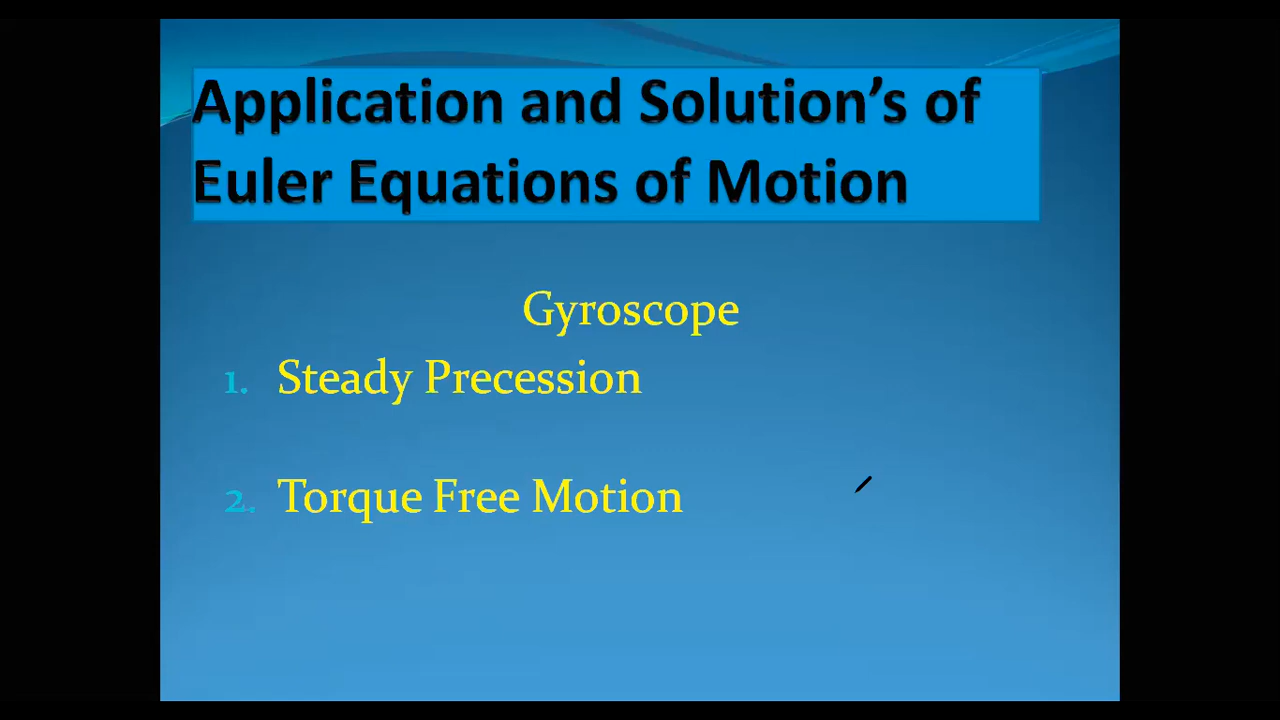 Application and Solution’s of
Euler Equations of Motion
Gyroscope
1. Steady Precession
2. Torque Free Motion